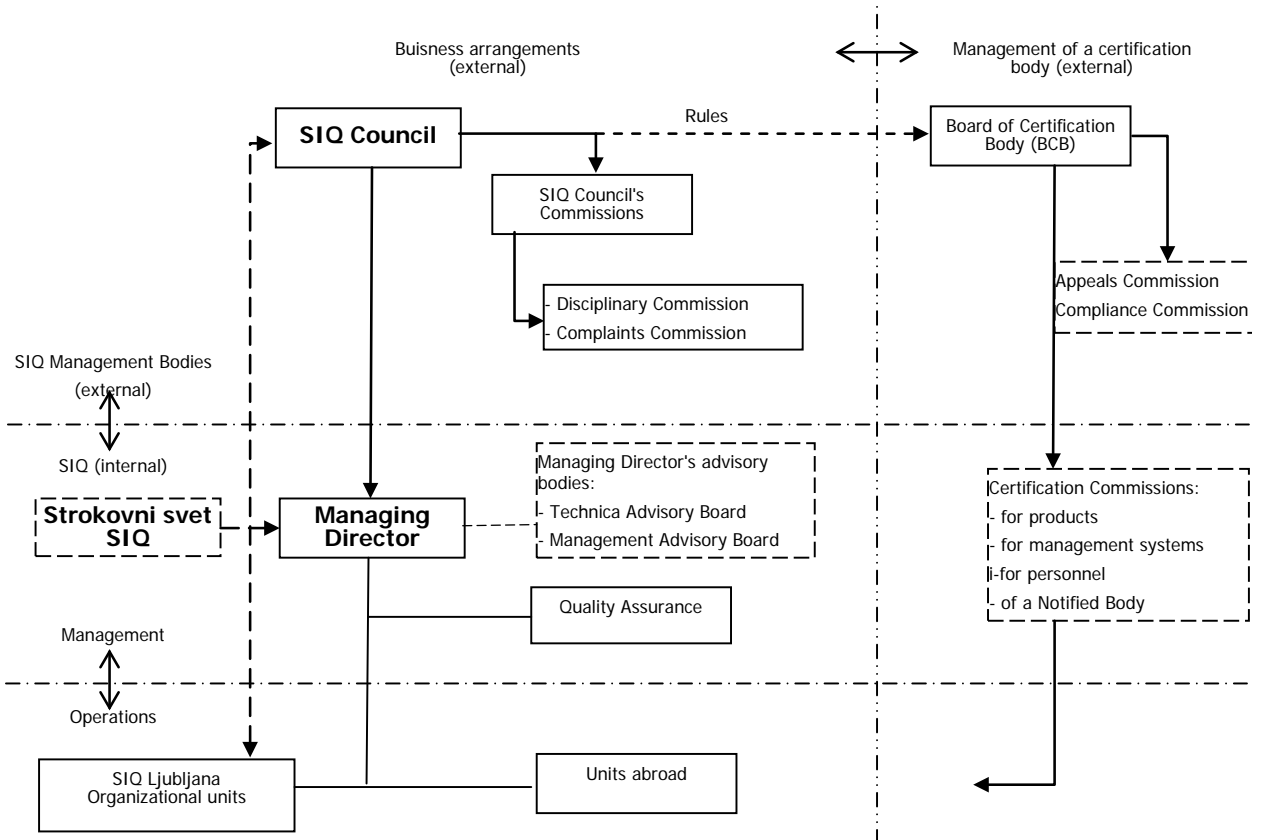 Buisness arrangements
(external)
Management of a certification
body (external)
SIQ Council
Rules
Board of Certification
Body (BCB)
SIQ Council's
Commissions
Appeals Commission
Compliance Commission
- Disciplinary Commission
- Complaints Commission
SIQ Management Bodies
(external)
SIQ (internal)
Strokovni svet
SIQ
Managing
Director
Managing Director's advisory
bodies:
- Technica Advisory Board
- Management Advisory Board
Certification Commissions:
- for products
- for management systems
i-for personnel
- of a Notified Body
Quality Assurance
Management
Operations
SIQ Ljubljana
Organizational units
Units abroad